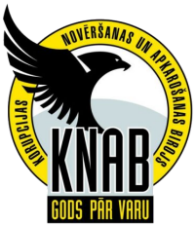 KORUPCIJAS NOVĒRŠANAS UN APKAROŠANAS BIROJS
KNAB
GODS PĀR VARU